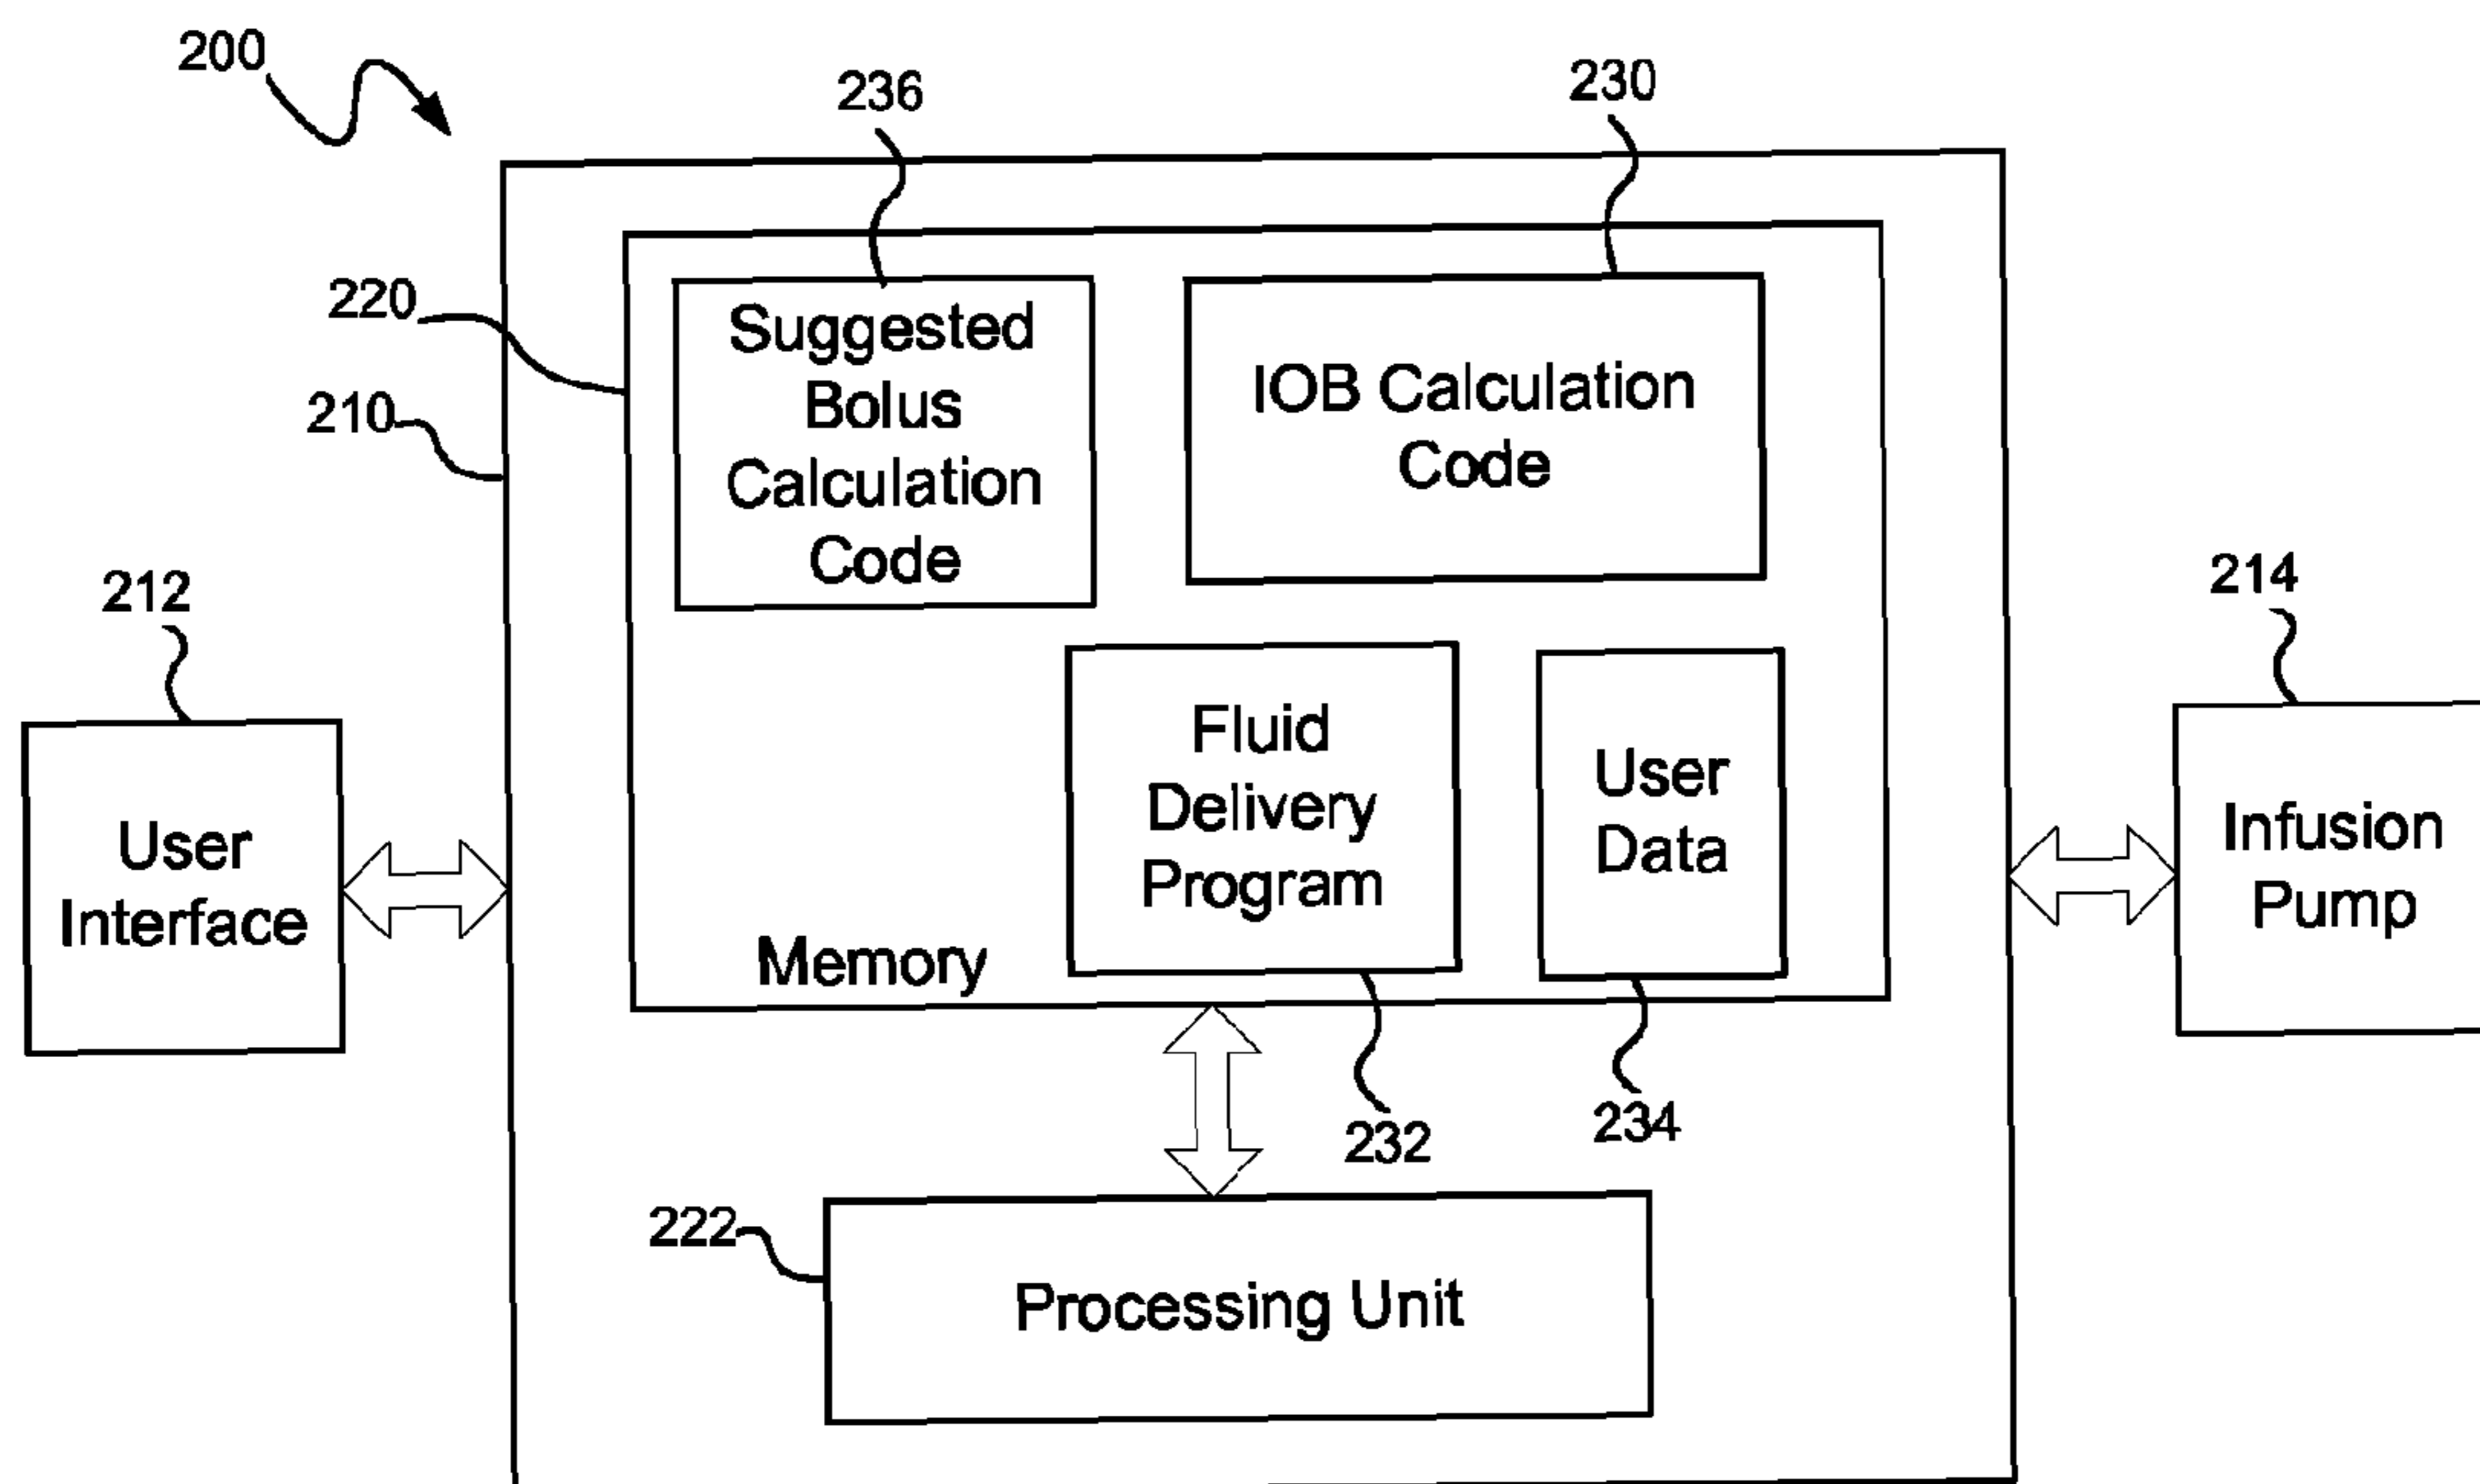 200
236
230
220
210
Suggested
Bolus
Calculation
Code
IOB Calculation
Code
212
214
User
Interface
Fluid
Delivery
Program
User
Data
Infusion
Pump
Memory
232
234
222
Processing Unit